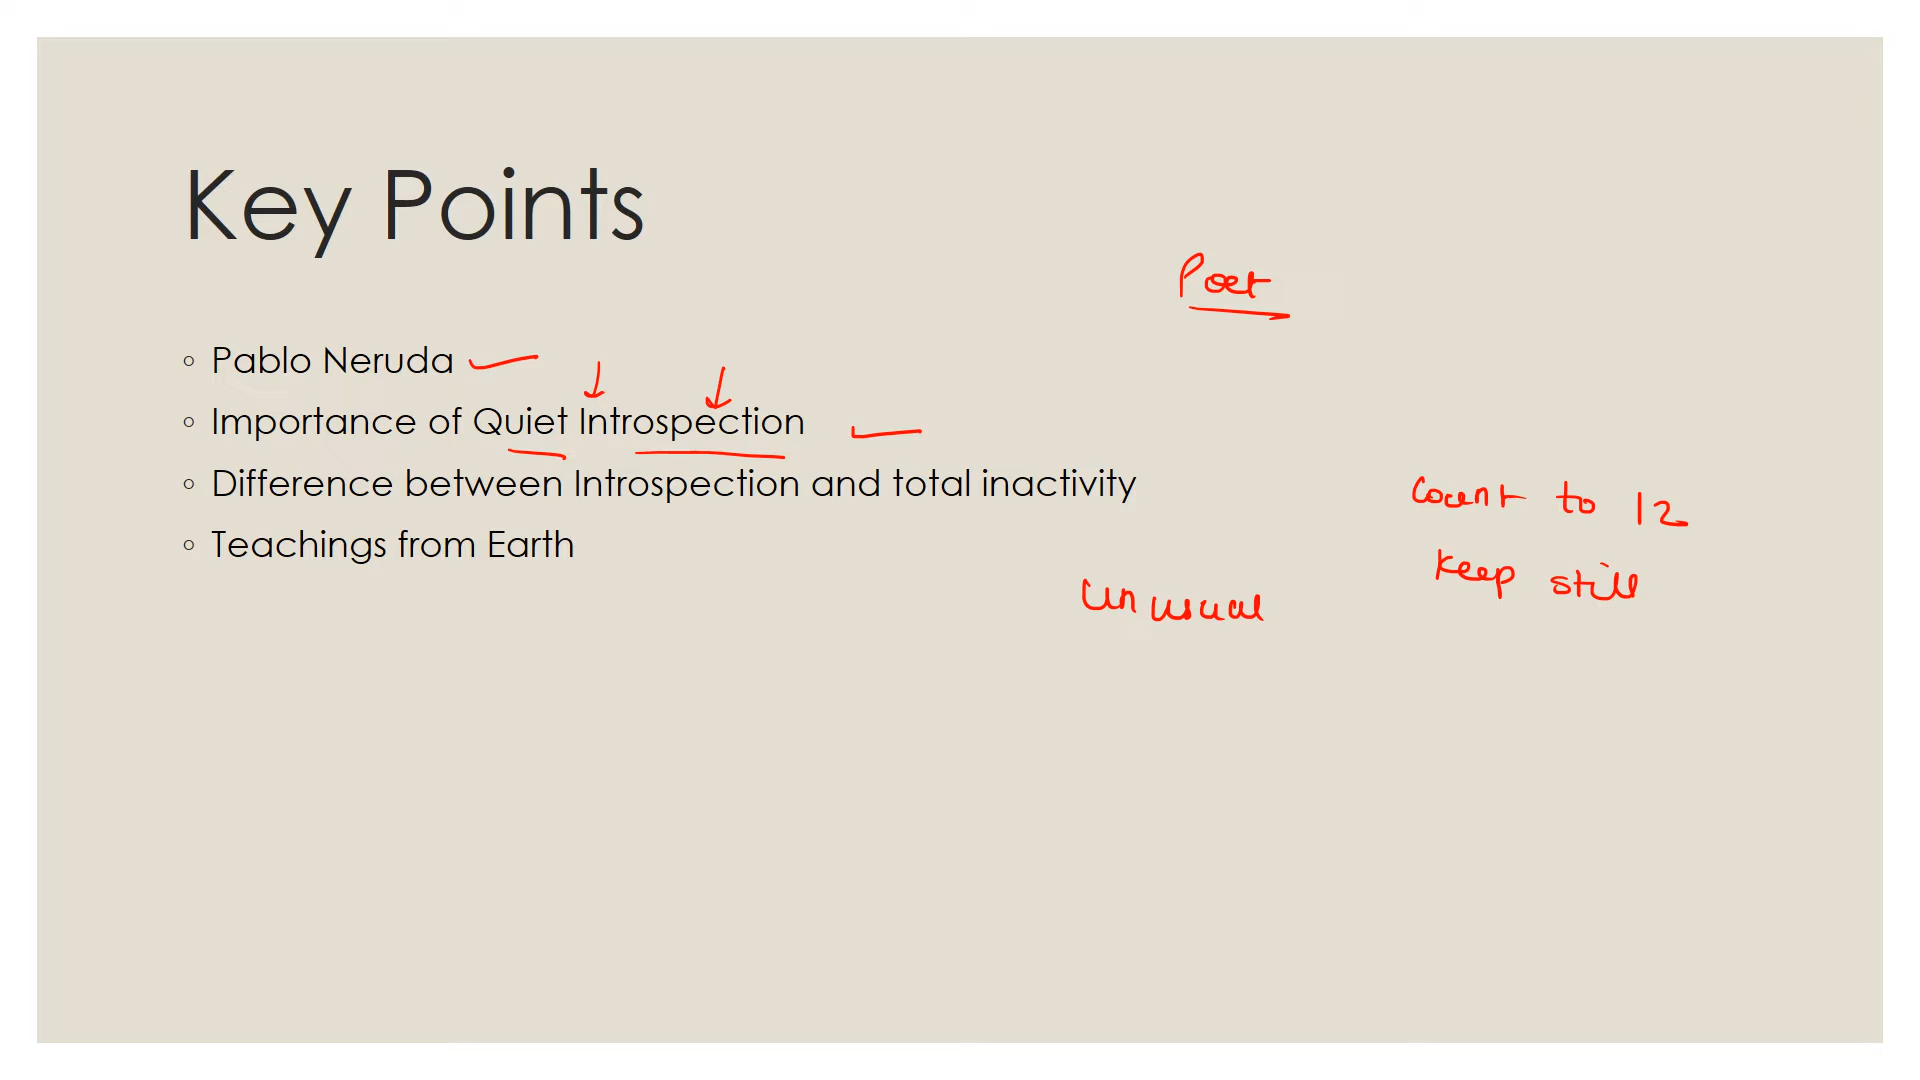 Key Points
Poet
◦ Pablo Neruda
◦ Importance of Quiet Introspection
◦ Difference between Introspection and total inactivity
Count to 12
◦ Teachings from Earth
Keep still
unusual